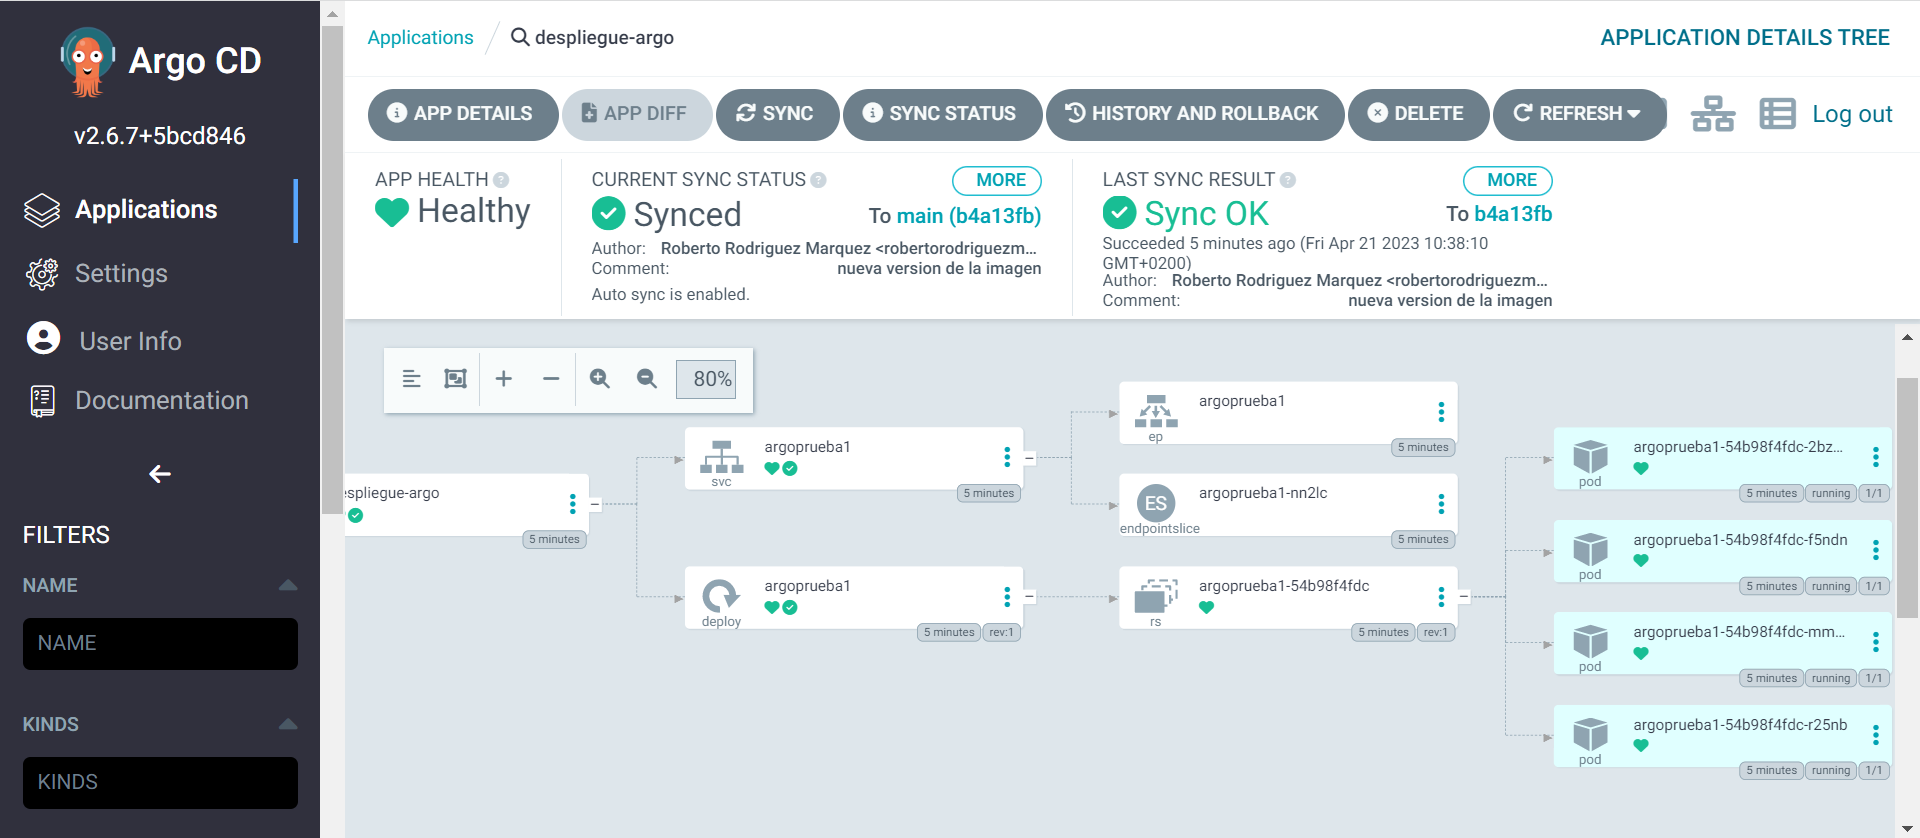 Argo CD
v2.6.7+5bcd846
Applications
Settings
User Info
Documentation
FILTERS
NAME
NAME
KINDS
KINDS
Applications
despliegue-argo
APPLICATION DETAILS TREE
APP DETAILS
APP DIFF
SYNC
SYNC STATUS
HISTORY AND ROLLBACK
DELETE
REFRESH
Log out
APP HEALTH ?
Healthy
CURRENT SYNC STATUS ?
MORE
Synced
To main (b4a13fb)
Author: Roberto Rodriguez Marquez <robertorodriguezm...
Comment: nueva version de la imagen
Auto sync is enabled.
LAST SYNC RESULT ?
MORE
Sync OK
To b4a13fb
Succeeded 5 minutes ago (Fri Apr 21 2023 10:38:10
GMT+0200)
Author: Roberto Rodriguez Marquez <robertorodriguezm...
Comment: nueva version de la imagen
80%
espliegue-argo
5 minutes
argoprueba1
svc
5 minutes
argoprueba1
deploy
5 minutes rev:1
argoprueba1
ep
5 minutes
ES
argoprueba1-nn2lc
endpointslice
5 minutes
argoprueba1-54b98f4fdc
rs
5 minutes rev:1
argoprueba1-54b98f4fdc-2bz...
pod
5 minutes running 1/1
argoprueba1-54b98f4fdc-f5ndn
pod
5 minutes running 1/1
argoprueba1-54b98f4fdc-mm...
pod
5 minutes running 1/1
argoprueba1-54b98f4fdc-r25nb
pod
5 minutes running 1/1